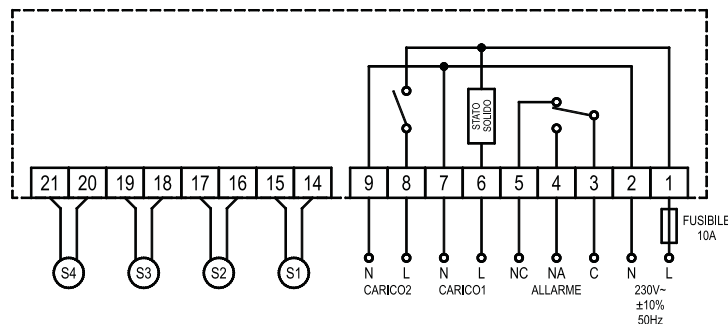 STATO
SOLIDO
21 20 19 18 17 16 15 14 9 8 7 6 5 4 3 2 1
FUSIBILE
10A
S4 S3 S2 S1
N L N L NC NA C N L
CARICO2 CARICO1 ALLARME 230V~
±10%
50Hz